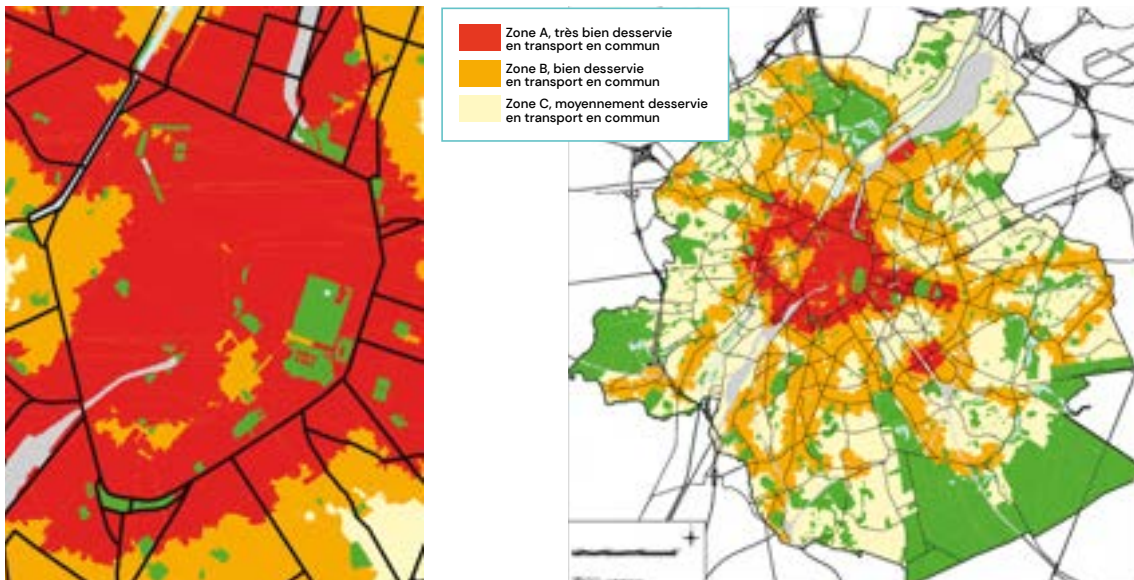 Zone A, très bien desservie
en transport en commun
Zone B, bien desservie
en transport en commun
Zone C, moyennement desservie
en transport en commun